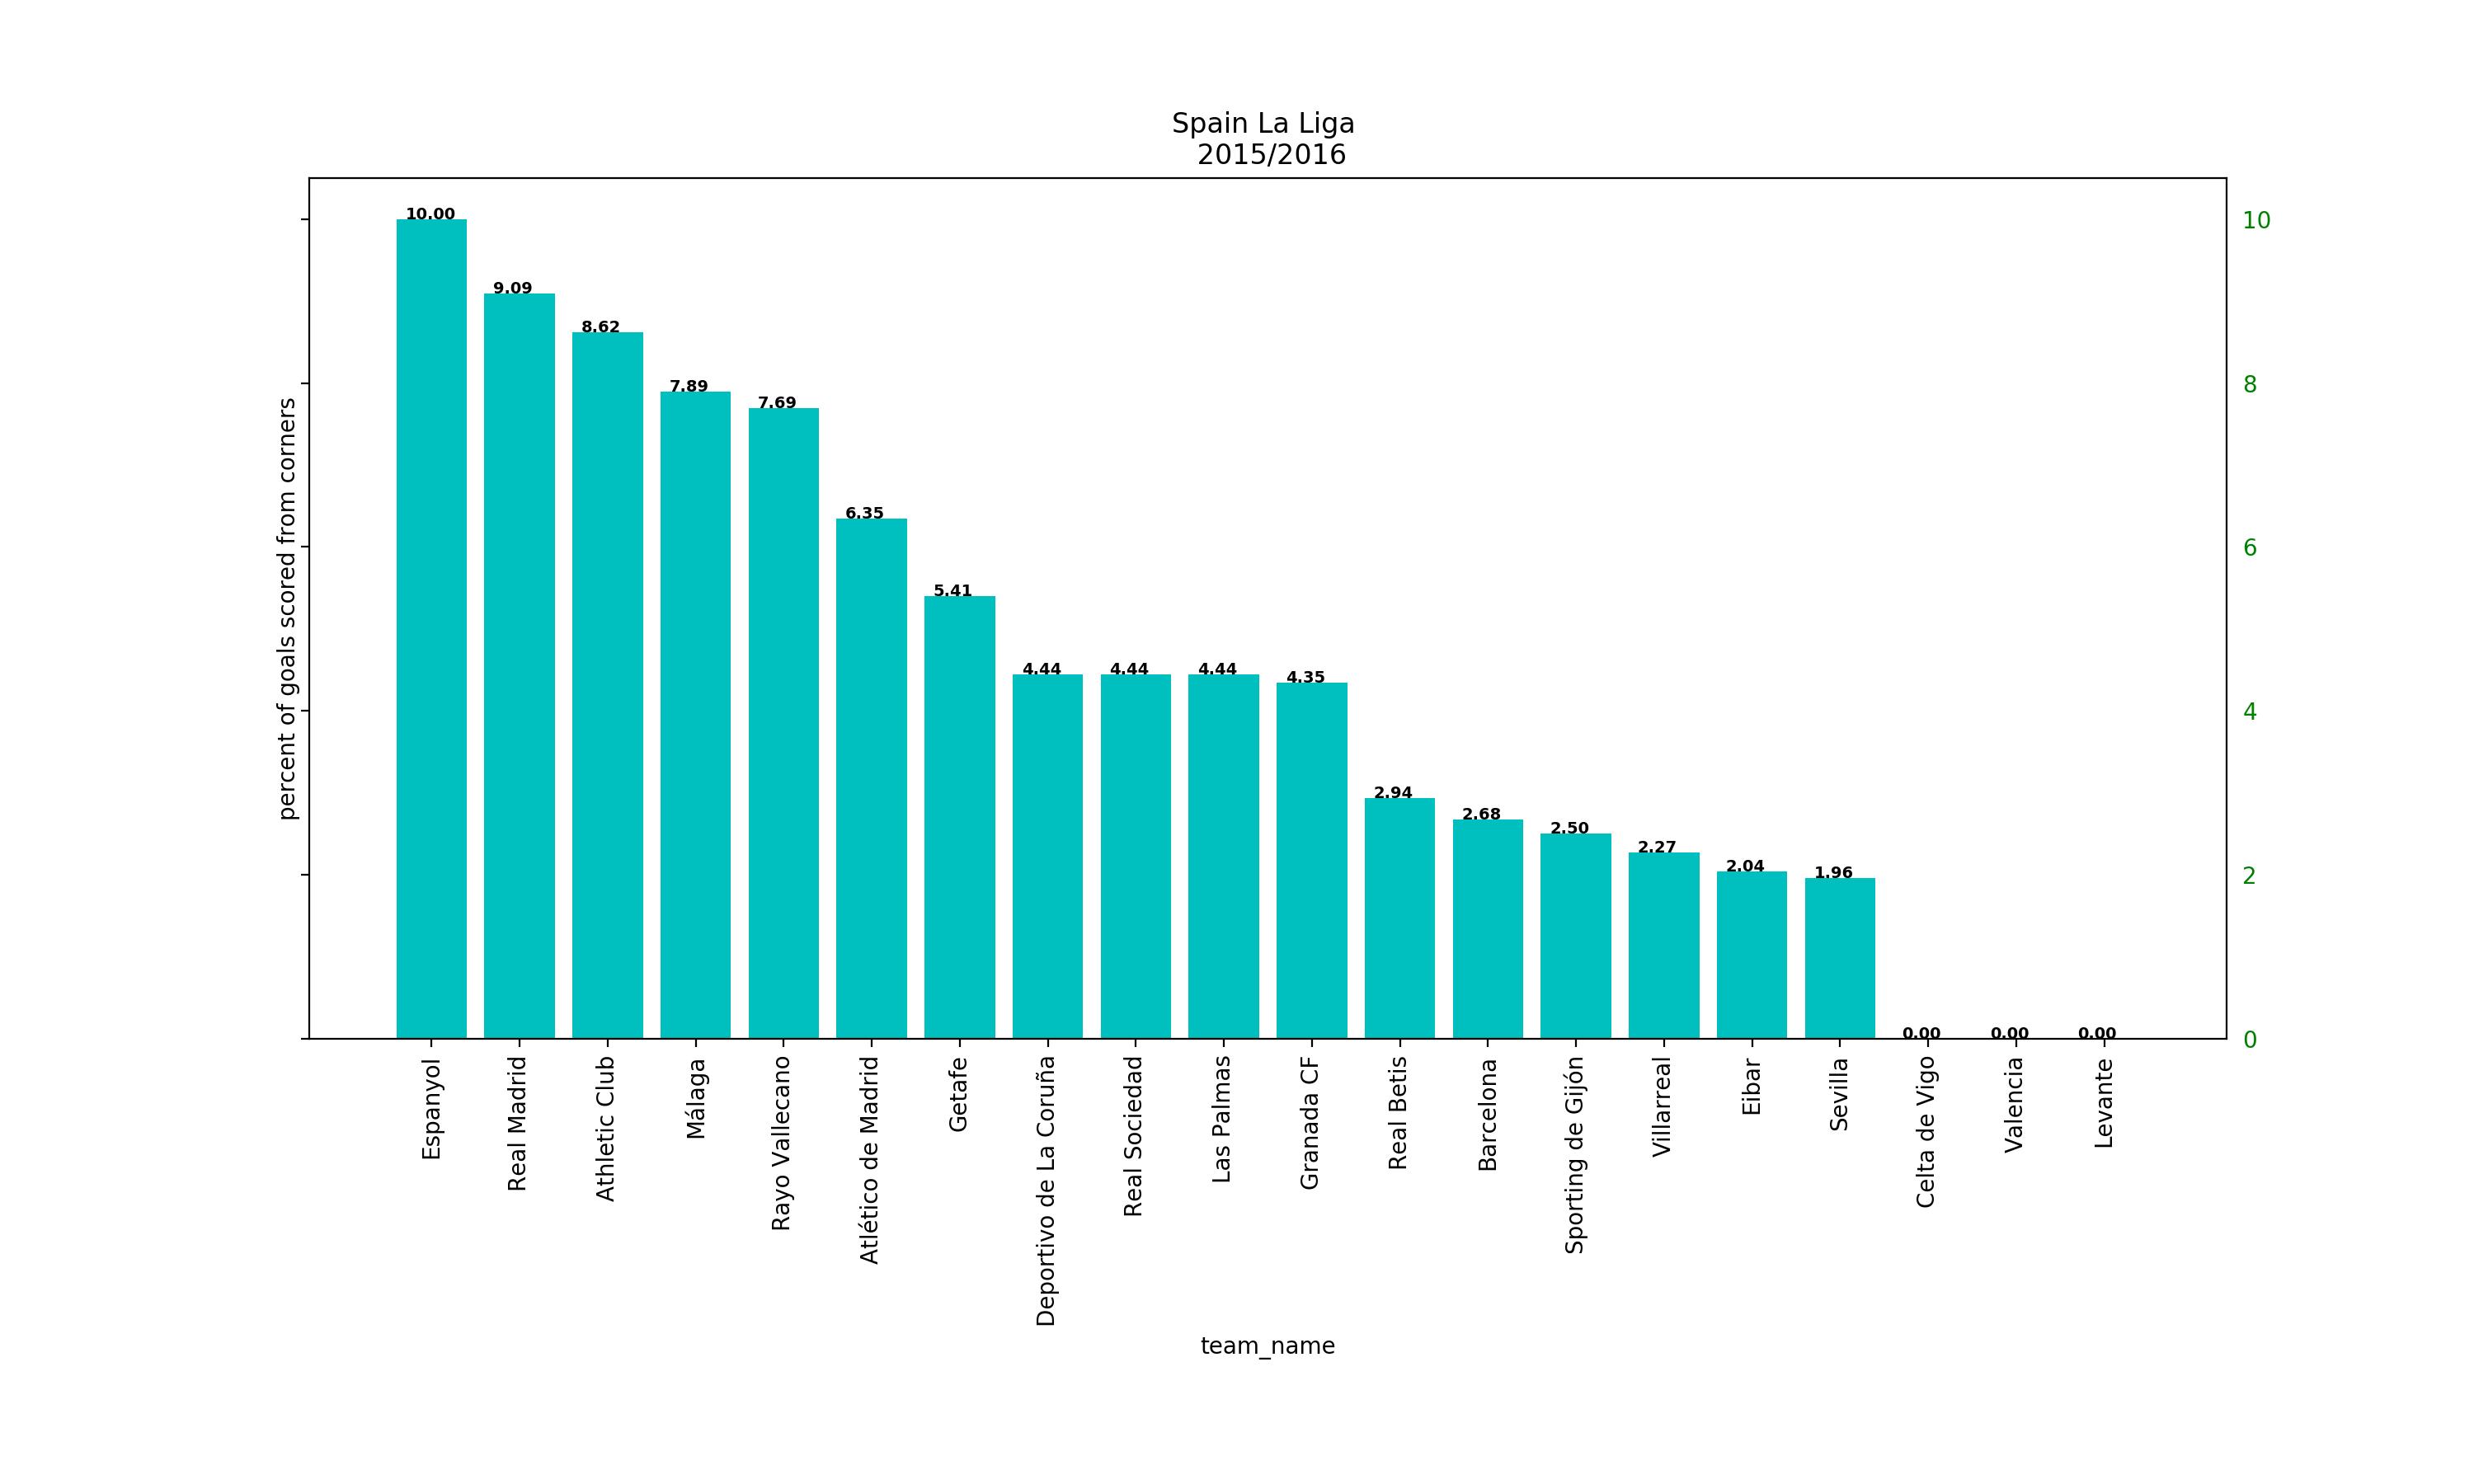 Spain La Liga
2015/2016
percent of goals scored from corners
10.00
9.09
8.62
7.89
7.69
6.35
5.41
4.44
4.44
4.44
4.35
2.94
2.68
2.50
2.27
2.04
1.96
0.00
0.00
0.00
10
8
6
4
2
0
Espanyol
Real Madrid
Athletic Club
Málaga
Rayo Vallecano
Atlético de Madrid
Getafe
Deportivo de La Coruña
Real Sociedad
Las Palmas
Granada CF
Real Betis
Barcelona
Sporting de Gijón
Villarreal
Eibar
Sevilla
Celta de Vigo
Valencia
Levante
team_name